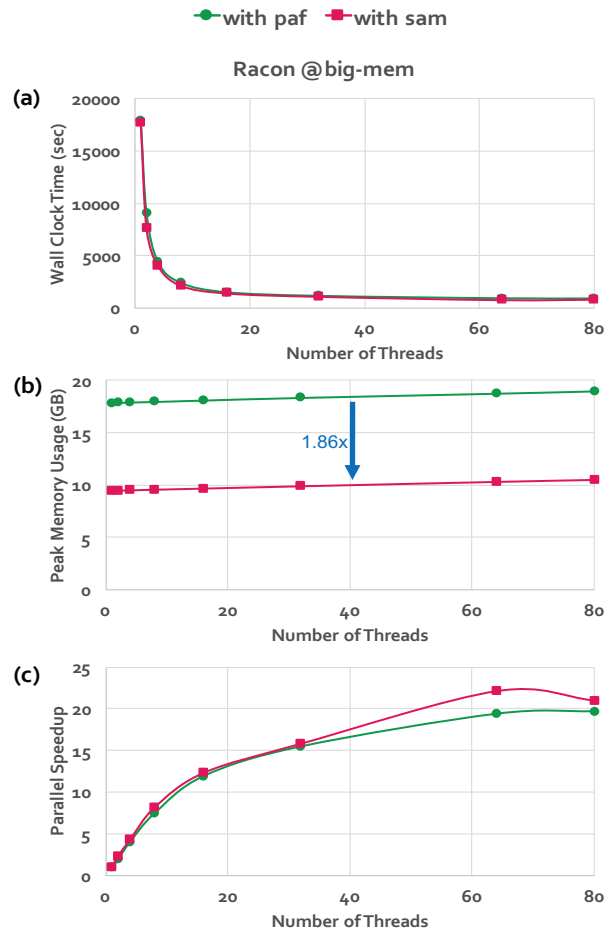 with paf with sam
Racon @big-mem
(a)
Wall Clock Time (sec)
20000
15000
10000
5000
0
0 20 40 60 80
Number of Threads
(b)
Peak Memory Usage (GB)
20
15
10
5
0
1.86x
0 20 40 60 80
Number of Threads
(c)
Parallel Speedup
25
20
15
10
5
0
0 20 40 60 80
Number of Threads